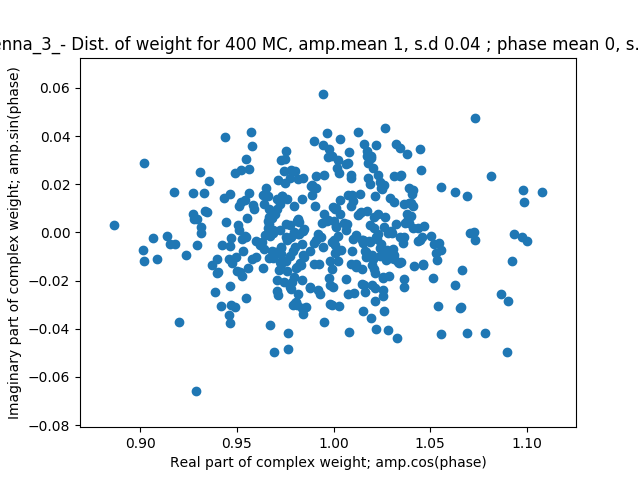 enna_3_- Dist. of weight for 400 MC, amp.mean 1, s.d 0.04 ; phase mean 0, s.
Imaginary part of complex weight; amp.sin(phase)
0.06
0.04
0.02
0.00
−0.02
−0.04
−0.06
−0.08
0.90 0.95 1.00 1.05 1.10
Real part of complex weight; amp.cos(phase)